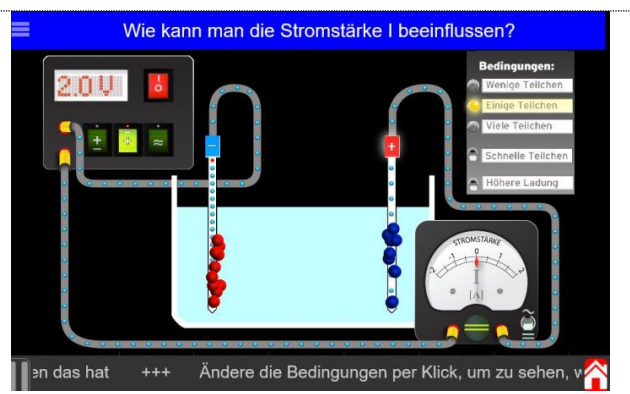 Wie kann man die Stromstärke I beeinflussen?
2.0 V
I
O
Bedingungen:
Wenige Teilchen
Einige Teilchen
Viele Teilchen
Schnelle Teilchen
Höhere Ladung
±
≈
−
+
STROMSTÄRKE
-2 -1 0 1 2
I
[A]
en das hat +++ Ändere die Bedingungen per Klick, um zu sehen, w